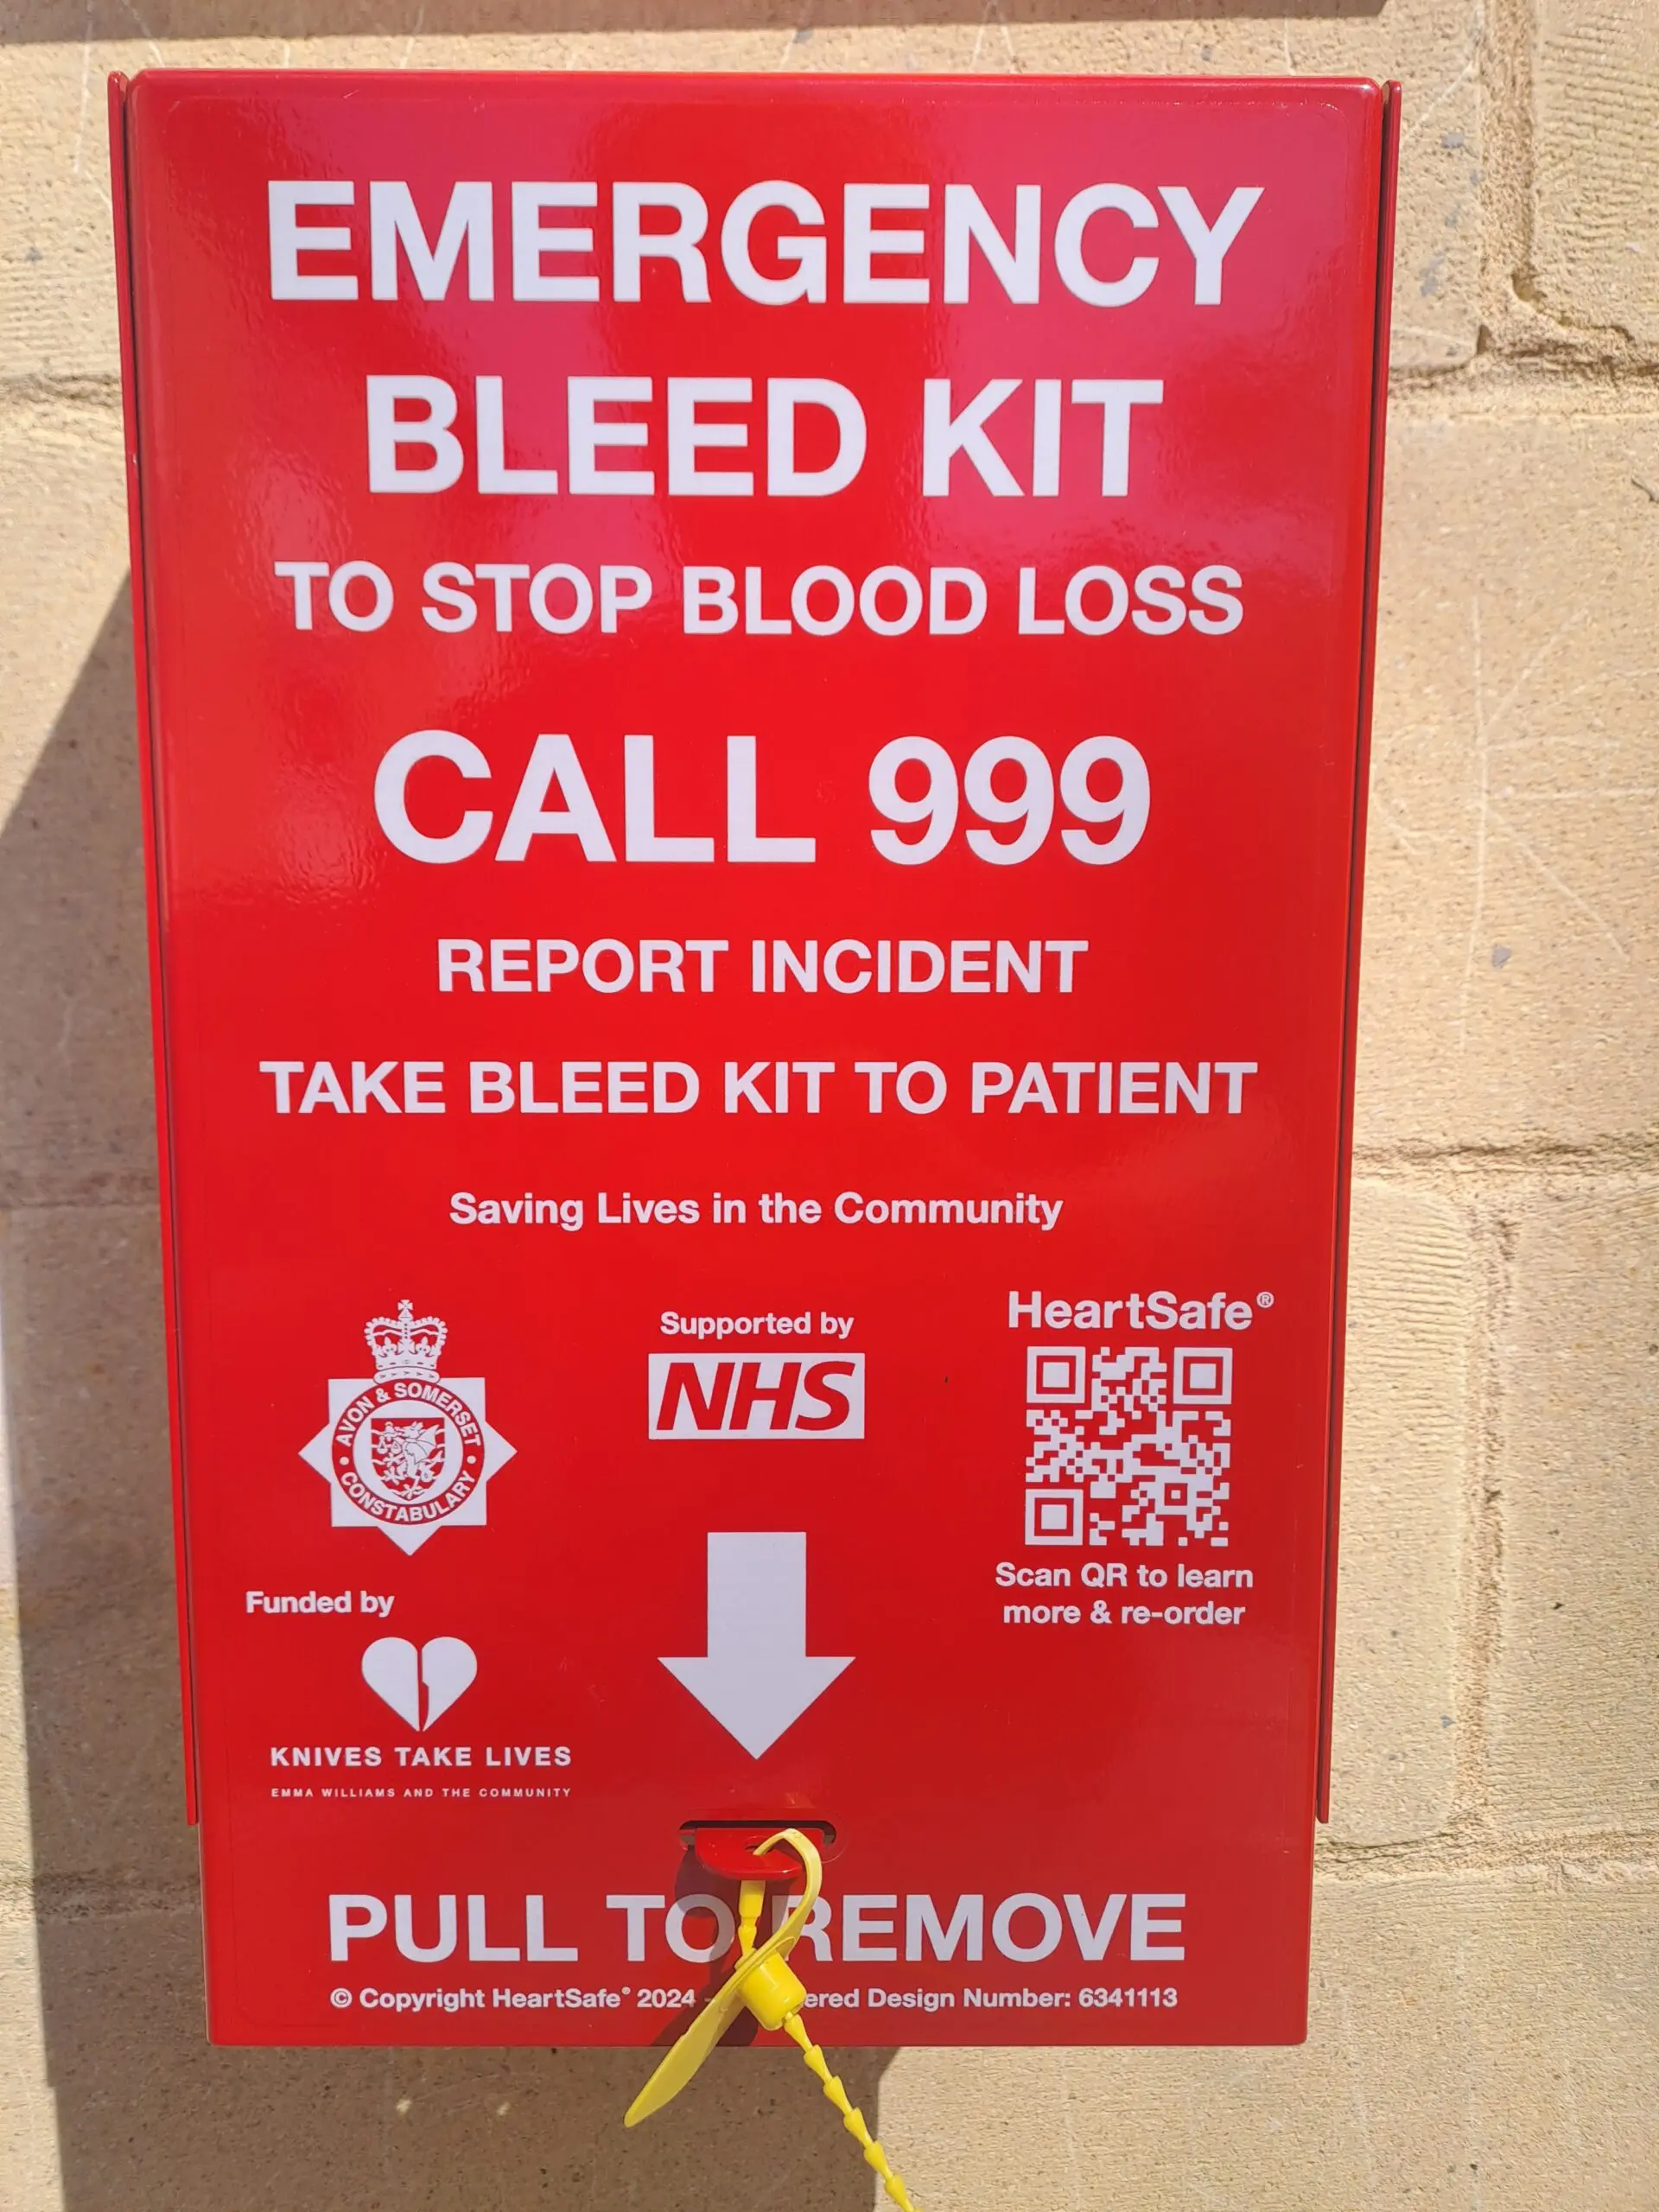 EMERGENCY
BLEED KIT
TO STOP BLOOD LOSS
CALL 999
REPORT INCIDENT
TAKE BLEED KIT TO PATIENT
Saving Lives in the Community
AVON & SOMERSET
CONSTABULARY
Supported by
NHS
HeartSafe®
Scan QR to learn
more & re-order
Funded by
KNIVES TAKE LIVES
EMMA WILLIAMS AND THE COMMUNITY
PULL TO REMOVE
© Copyright HeartSafe® 2024 - Design Number: 6341113